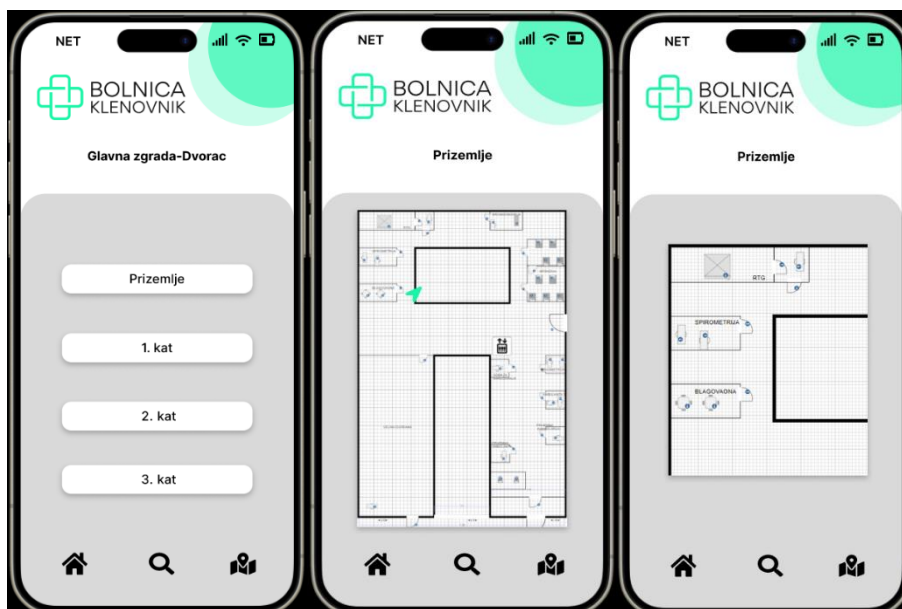 NET
BOLNICA
KLENOVNIK
Glavna zgrada-Dvorac
Prizemlje
1. kat
2. kat
3. kat
NET
BOLNICA
KLENOVNIK
Prizemlje
NET
BOLNICA
KLENOVNIK
Prizemlje
RTG
SPIROMETRIJA
BLAGOVAONA